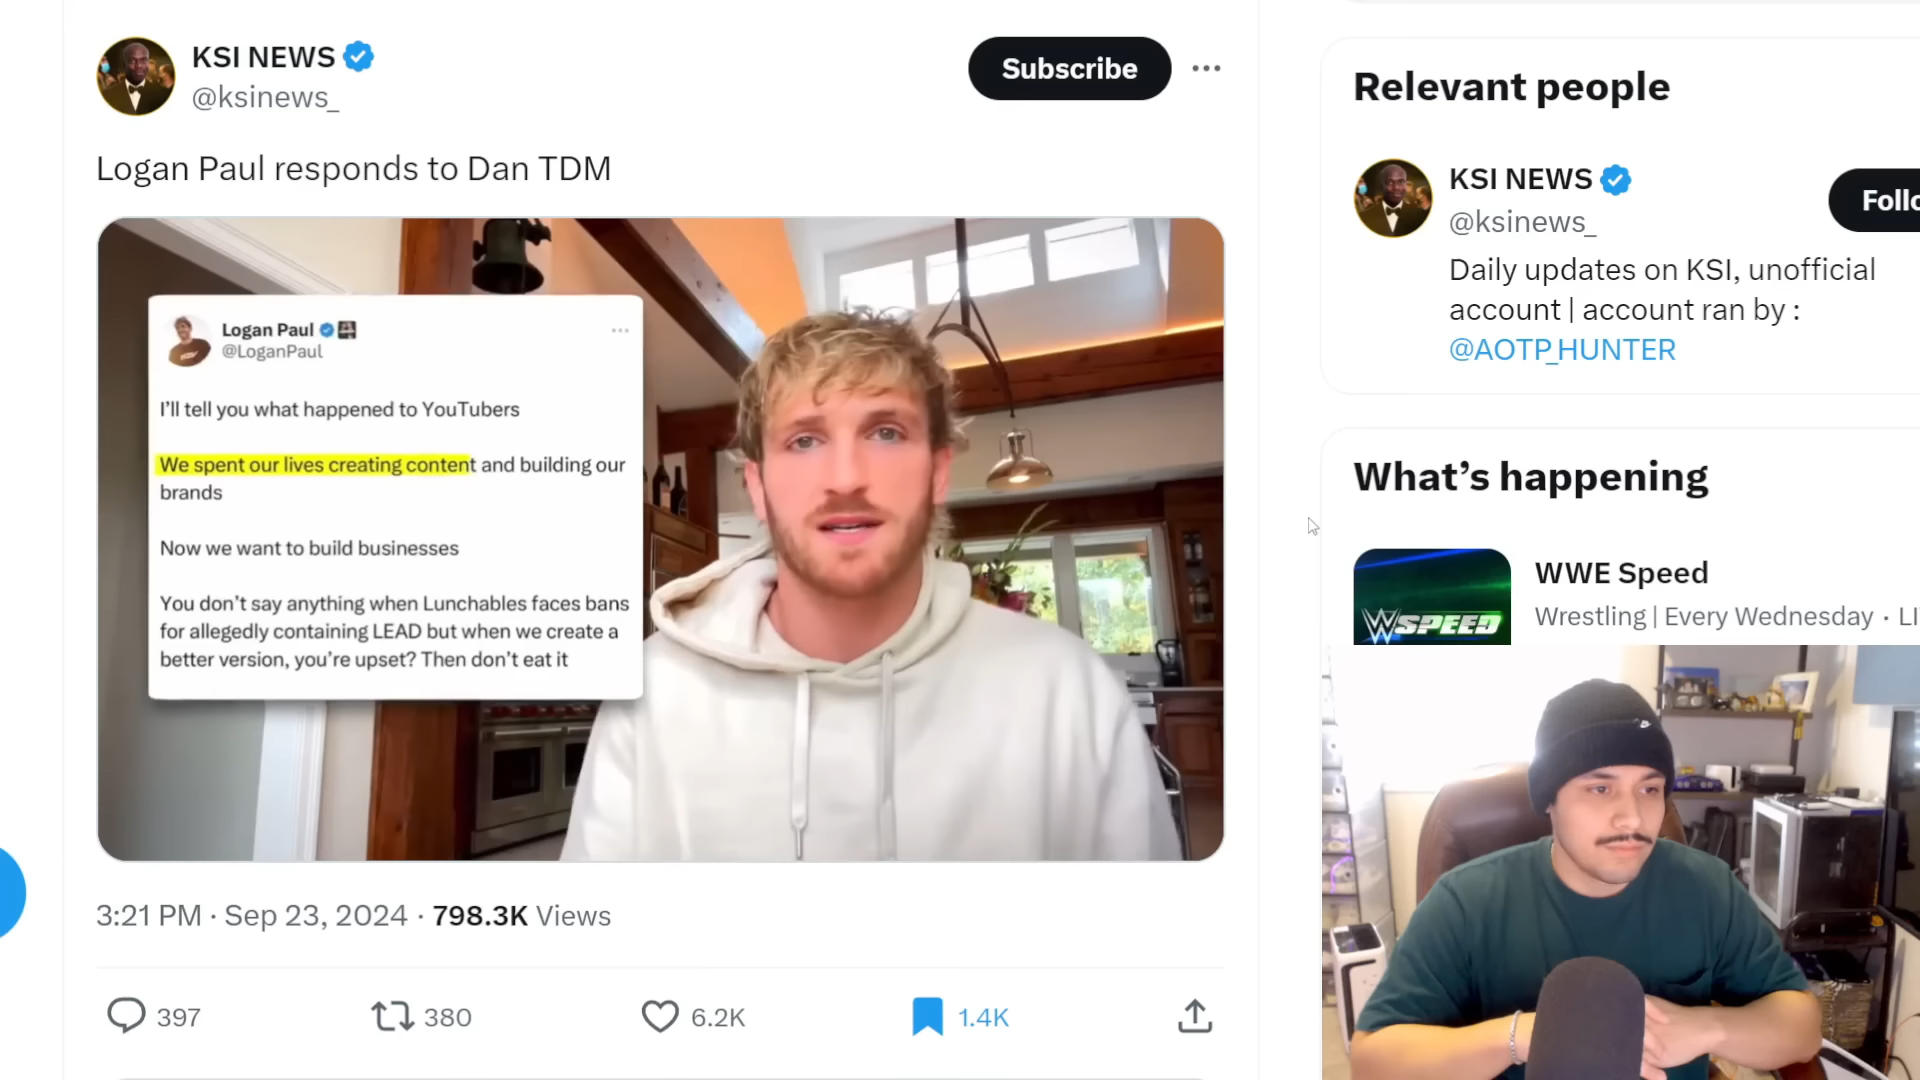 KSI NEWS
@ksinews_
Subscribe
Logan Paul responds to Dan TDM
Logan Paul
@LoganPaul
I'll tell you what happened to YouTubers
We spent our lives creating content and building our
brands
Now we want to build businesses
You don't say anything when Lunchables faces bans
for allegedly containing LEAD but when we create a
better version, you're upset? Then don't eat it
3:21 PM · Sep 23, 2024 · 798.3K Views
397
380
6.2K
1.4K
Relevant people
KSI NEWS
@ksinews_
Follo
Daily updates on KSI, unofficial
account | account ran by :
@AOTP_HUNTER
What's happening
WWE Speed
Wrestling | Every Wednesday · LI
W SPEED